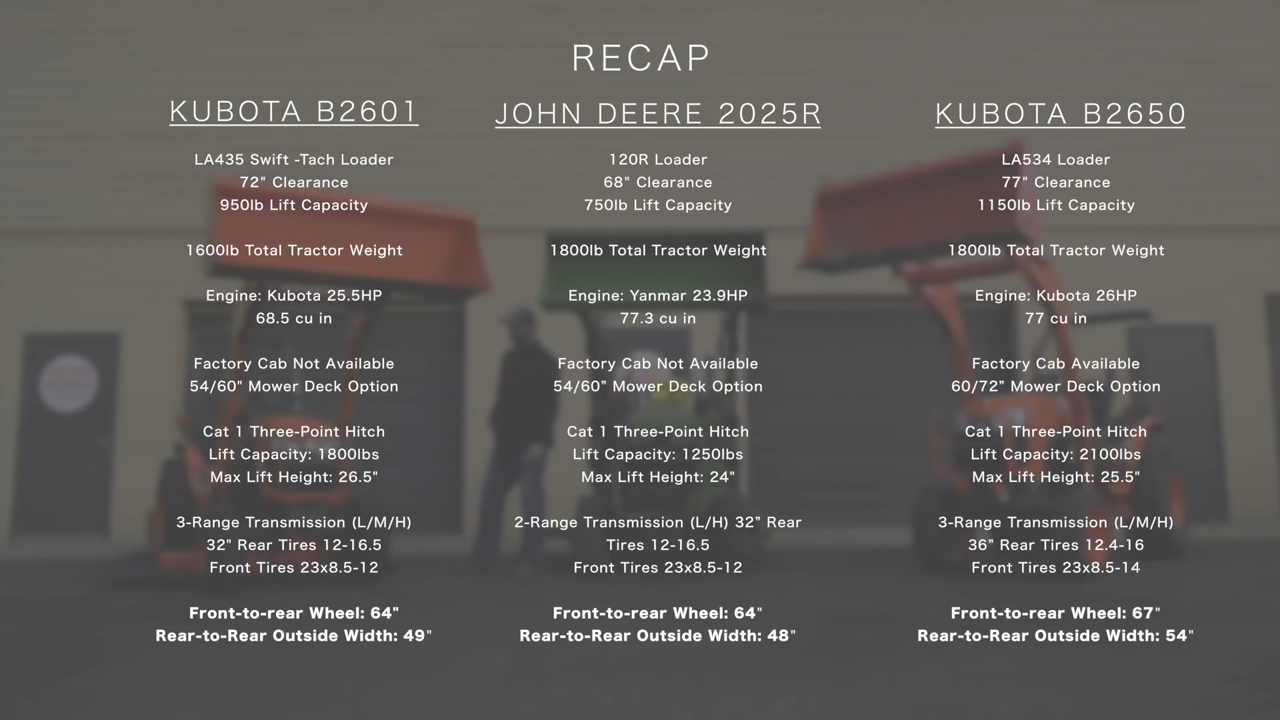 RECAP
KUBOTA B2601
LA435 Swift -Tach Loader
72" Clearance
950lb Lift Capacity
1600lb Total Tractor Weight
Engine: Kubota 25.5HP
68.5 cu in
Factory Cab Not Available
54/60" Mower Deck Option
Cat 1 Three-Point Hitch
Lift Capacity: 1800lbs
Max Lift Height: 26.5"
3-Range Transmission (L/M/H)
32" Rear Tires 12-16.5
Front Tires 23x8.5-12
Front-to-rear Wheel: 64"
Rear-to-Rear Outside Width: 49"
JOHN DEERE 2025R
120R Loader
68" Clearance
750lb Lift Capacity
1800lb Total Tractor Weight
Engine: Yanmar 23.9HP
77.3 cu in
Factory Cab Not Available
54/60" Mower Deck Option
Cat 1 Three-Point Hitch
Lift Capacity: 1250lbs
Max Lift Height: 24"
2-Range Transmission (L/H) 32" Rear
Tires 12-16.5
Front Tires 23x8.5-12
Front-to-rear Wheel: 64"
Rear-to-Rear Outside Width: 48"
KUBOTA B2650
LA534 Loader
77" Clearance
1150lb Lift Capacity
1800lb Total Tractor Weight
Engine: Kubota 26HP
77 cu in
Factory Cab Available
60/72" Mower Deck Option
Cat 1 Three-Point Hitch
Lift Capacity: 2100lbs
Max Lift Height: 25.5"
3-Range Transmission (L/M/H)
36" Rear Tires 12.4-16
Front Tires 23x8.5-14
Front-to-rear Wheel: 67"
Rear-to-Rear Outside Width: 54"